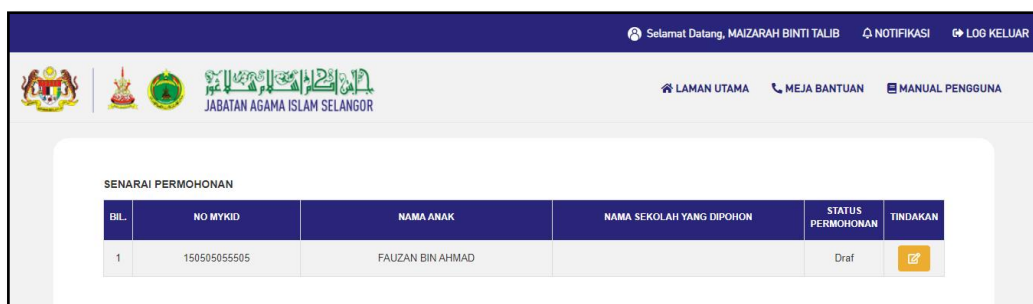 Selamat Datang, MAIZARAH BINTI TALIB NOTIFIKASI LOG KELUAR
JABATAN AGAMA ISLAM SELANGOR
LAMAN UTAMA MEJA BANTUAN MANUAL PENGGUNA
SENARAI PERMOHONAN
BIL. NO MYKID NAMA ANAK NAMA SEKOLAH YANG DIPOHON STATUS PERMOHONAN TINDAKAN
1 150505055505 FAUZAN BIN AHMAD Draf